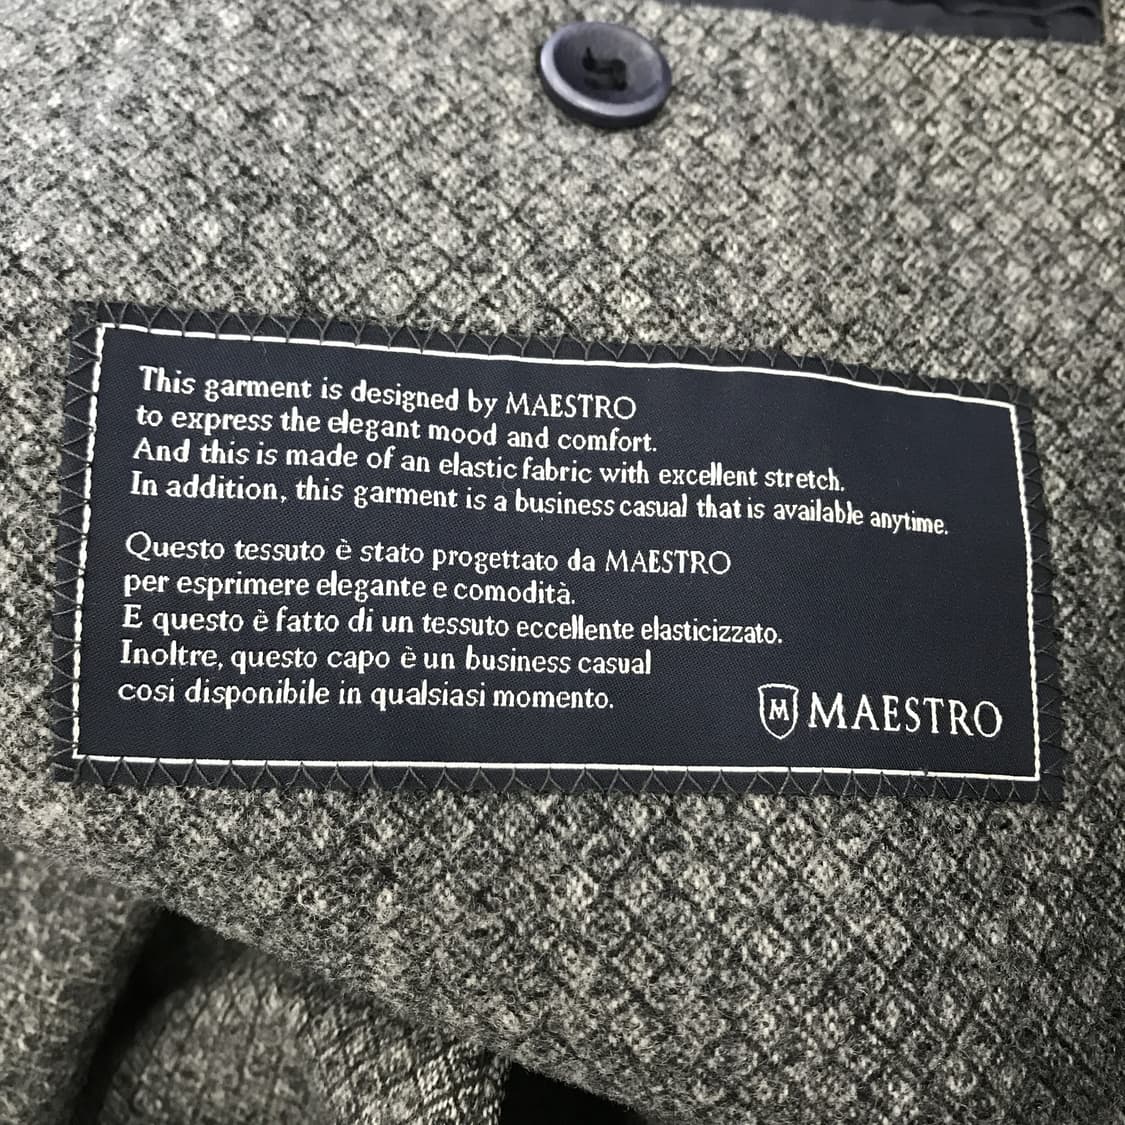 This garment is designed by MAESTRO
to express the elegant mood and comfort.
And this is made of an elastic fabric with excellent stretch.
In addition, this garment is a business casual that is available anytime.
Questo tessuto è stato progettato da MAESTRO
per esprimere elegante e comodità.
E questo è fatto di un tessuto eccellente elasticizzato.
Inoltre, questo capo è un business casual
cosi disponibile in qualsiasi momento.
M MAESTRO